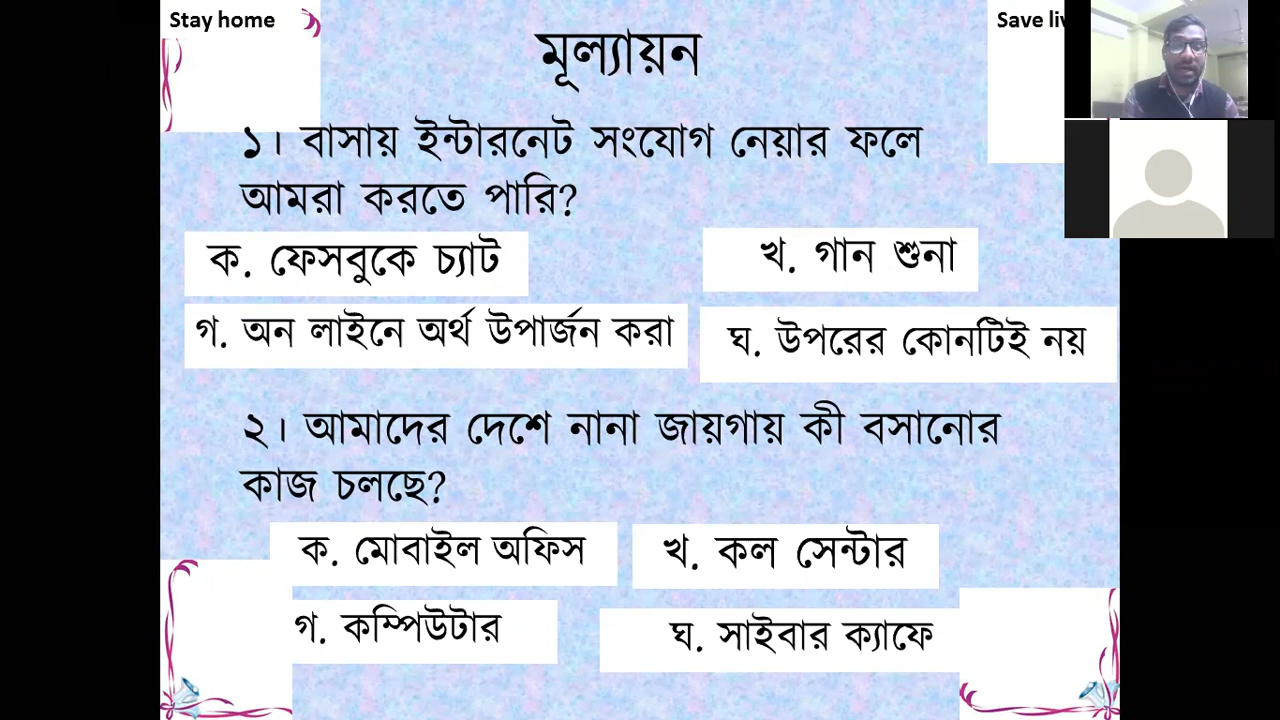 Stay home
Save liv
মূল্যায়ন
১। বাসায় ইন্টারনেট সংযোগ নেয়ার ফলে
আমরা করতে পারি?
ক. ফেসবুকে চ্যাট
খ. গান শুনা
গ. অন লাইনে অর্থ উপার্জন করা
ঘ. উপরের কোনটিই নয়
২। আমাদের দেশে নানা জায়গায় কী বসানোর
কাজ চলছে?
ক. মোবাইল অফিস
খ. কল সেন্টার
গ. কম্পিউটার
ঘ. সাইবার ক্যাফে